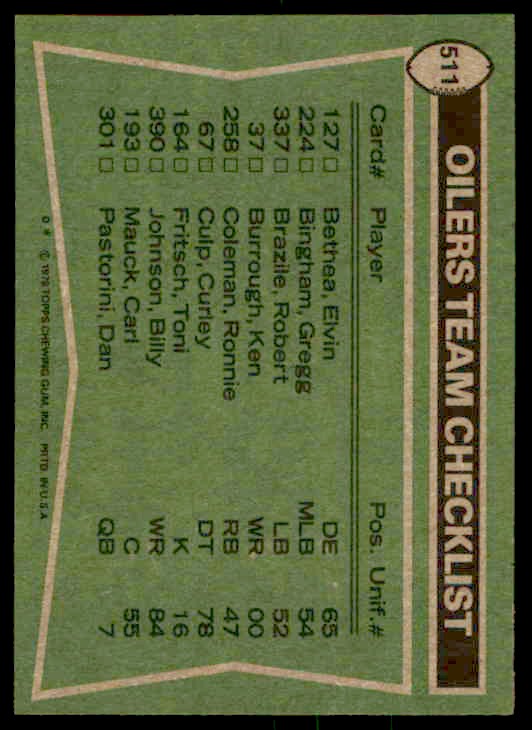 511
OILERS TEAM CHECKLIST
Card# Player Pos. Unif.#
127 □ Bethea, Elvin DE 65
224 □ Bingham, Gregg MLB 54
337 □ Brazile, Robert LB 52
37 □ Burrough, Ken WR 00
258 □ Coleman, Ronnie RB 47
67 □ Culp, Curley DT 78
164 □ Fritsch, Toni K 16
390 □ Johnson, Billy WR 84
193 □ Mauck, Carl C 55
301 □ Pastorini, Dan QB 7
© 1978 TOPPS CHEWING GUM, INC. PRTD. IN U.S.A